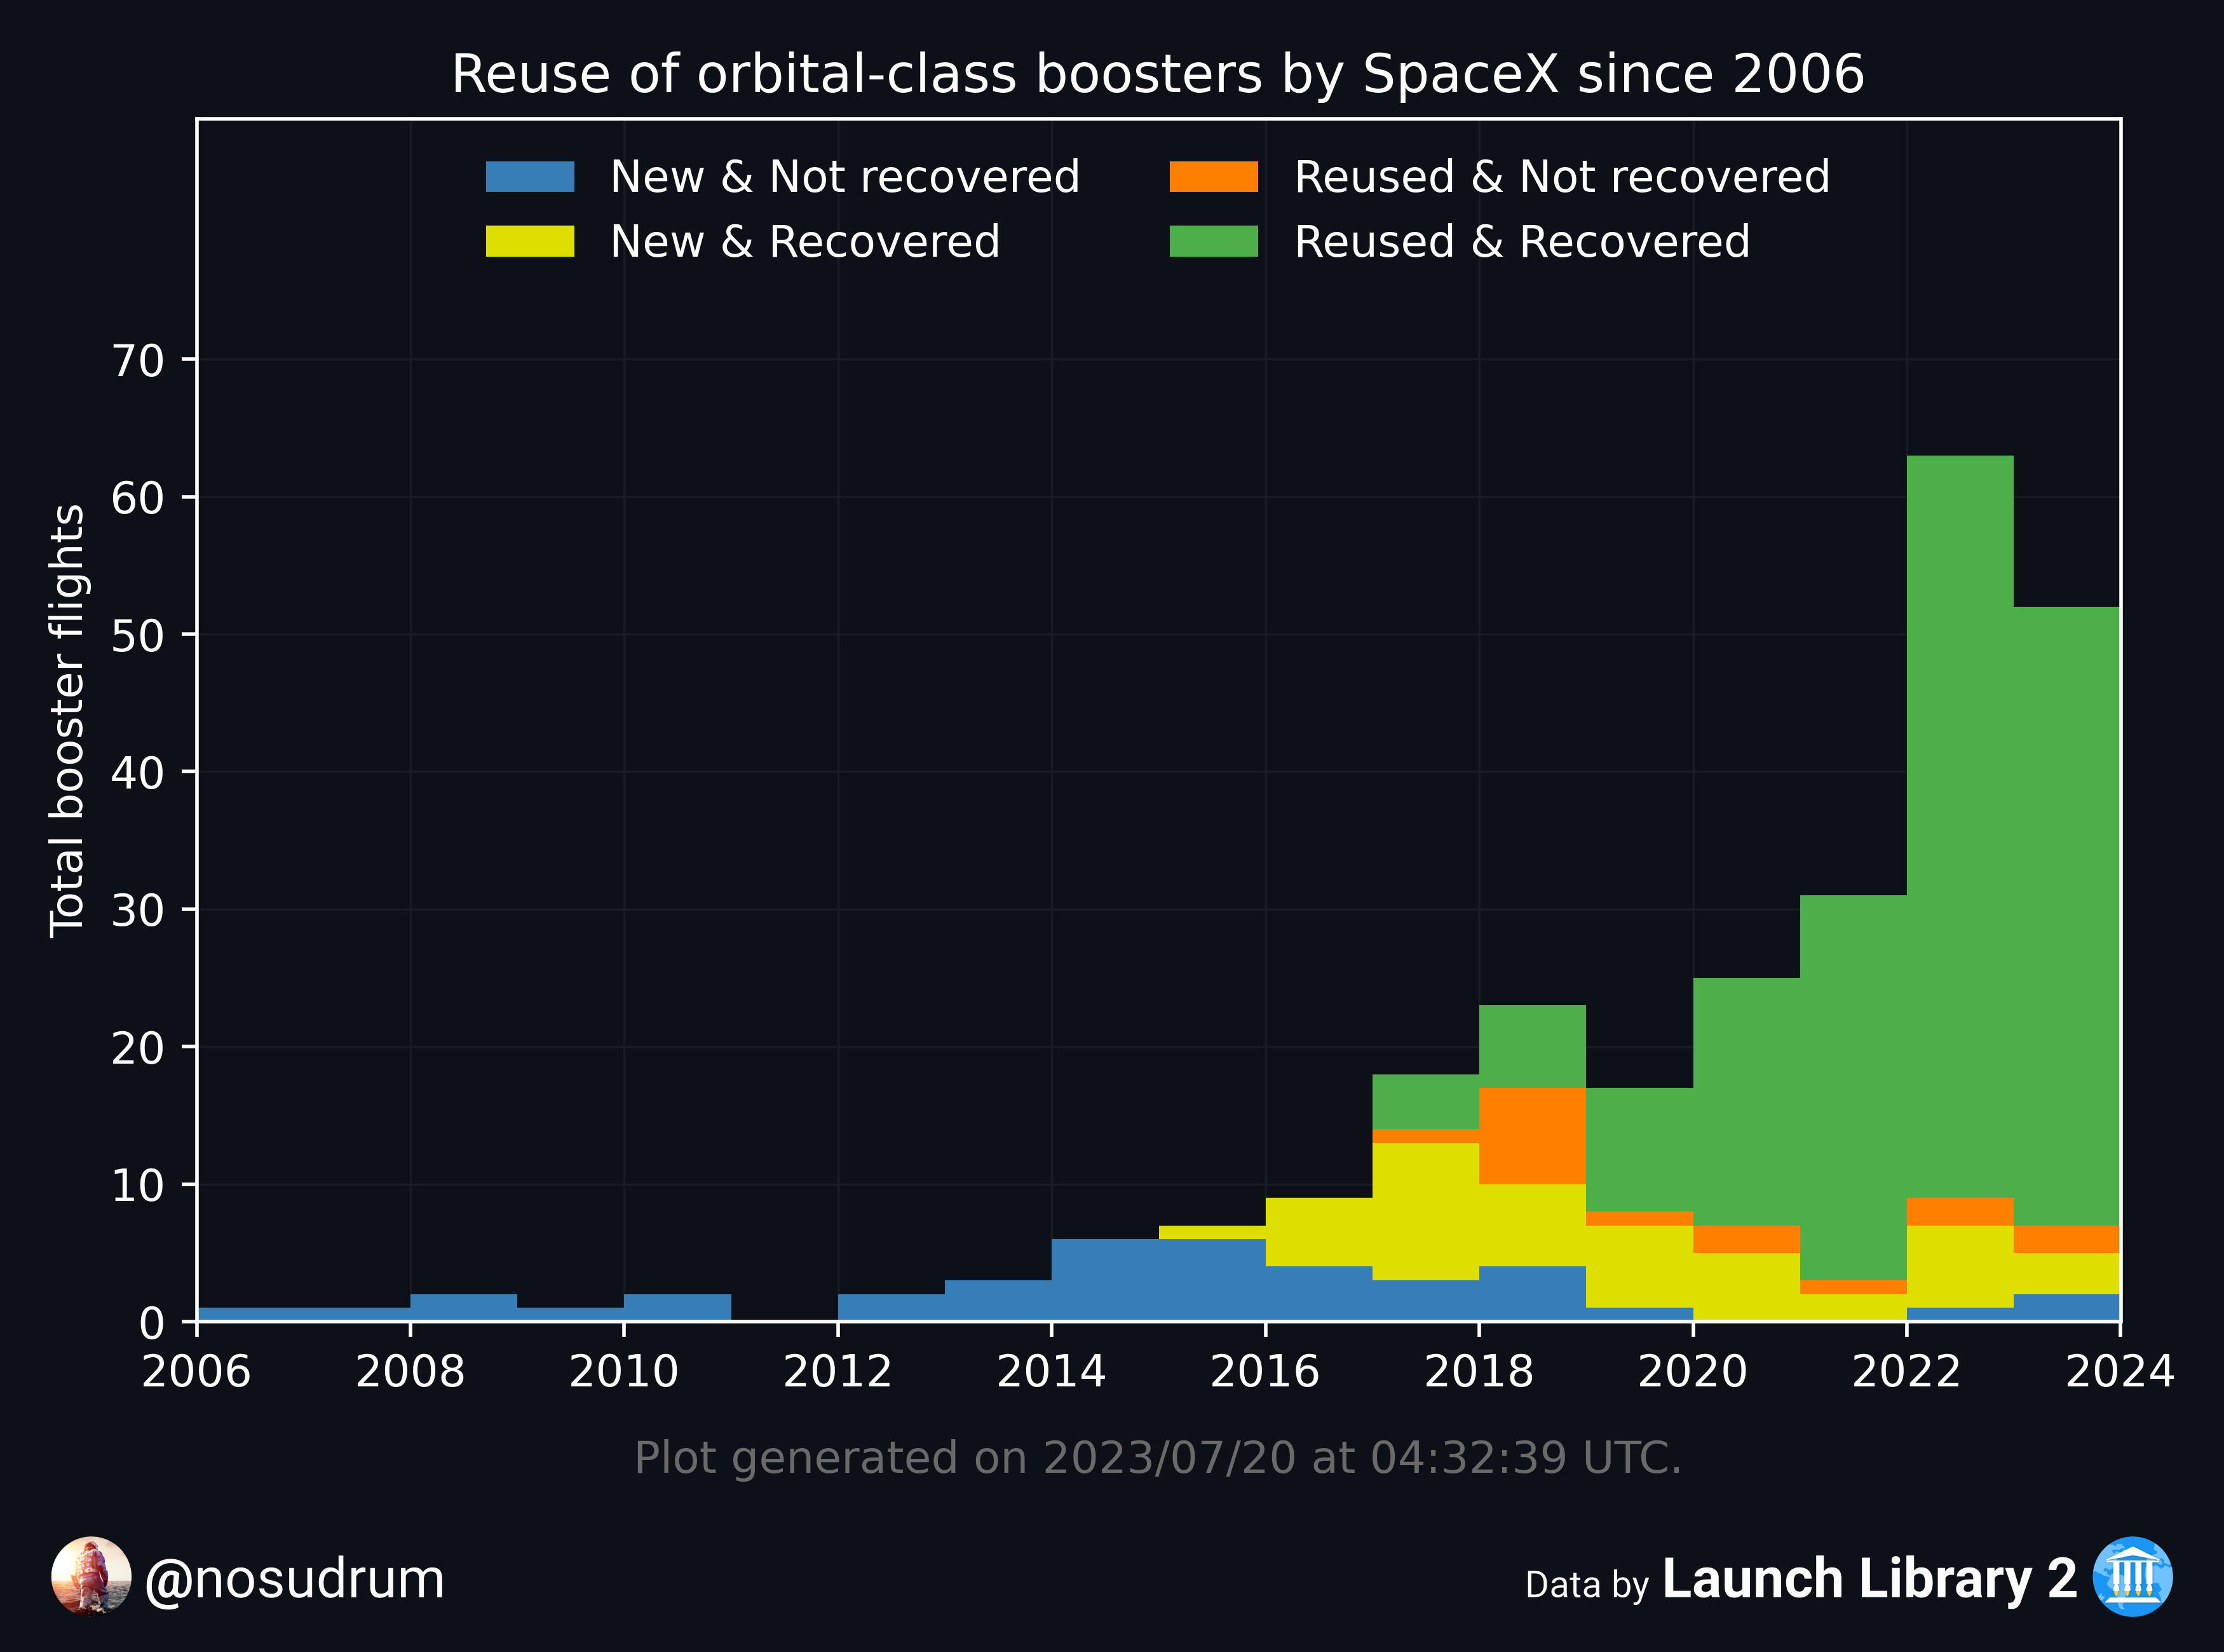 Reuse of orbital-class boosters by SpaceX since 2006
New & Not recovered
New & Recovered
Reused & Not recovered
Reused & Recovered
Total booster flights
70
60
50
40
30
20
10
0
2006 2008 2010 2012 2014 2016 2018 2020 2022 2024
Plot generated on 2023/07/20 at 04:32:39 UTC.
@nosudrum
Data by Launch Library 2